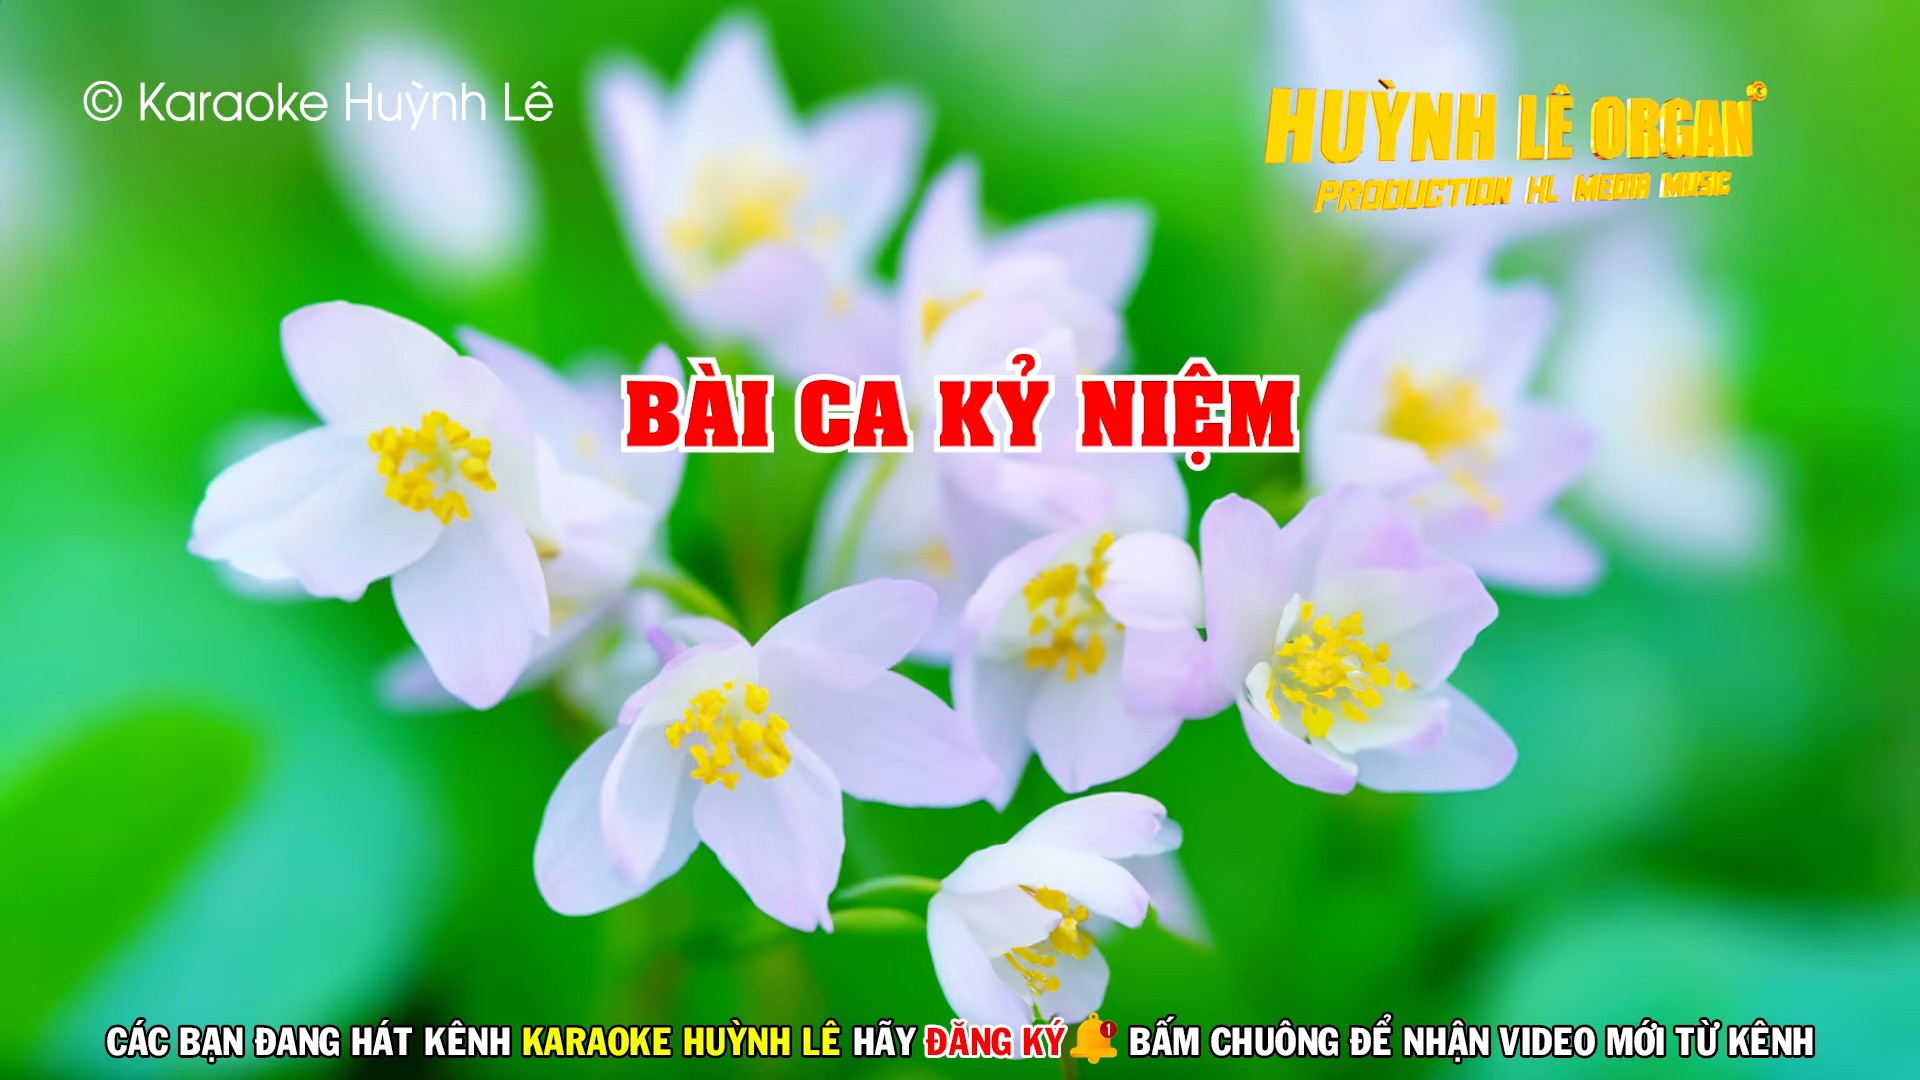 © Karaoke Huỳnh Lê
HUỲNH LÊ ORGAN
PRODUCTION HL MEDIA MUSIC
BÀI CA KỶ NIỆM
CÁC BẠN ĐANG HÁT KÊNH KARAOKE HUỲNH LÊ HÃY ĐĂNG KÝ 1 BẤM CHUÔNG ĐỂ NHẬN VIDEO MỚI TỪ KÊNH